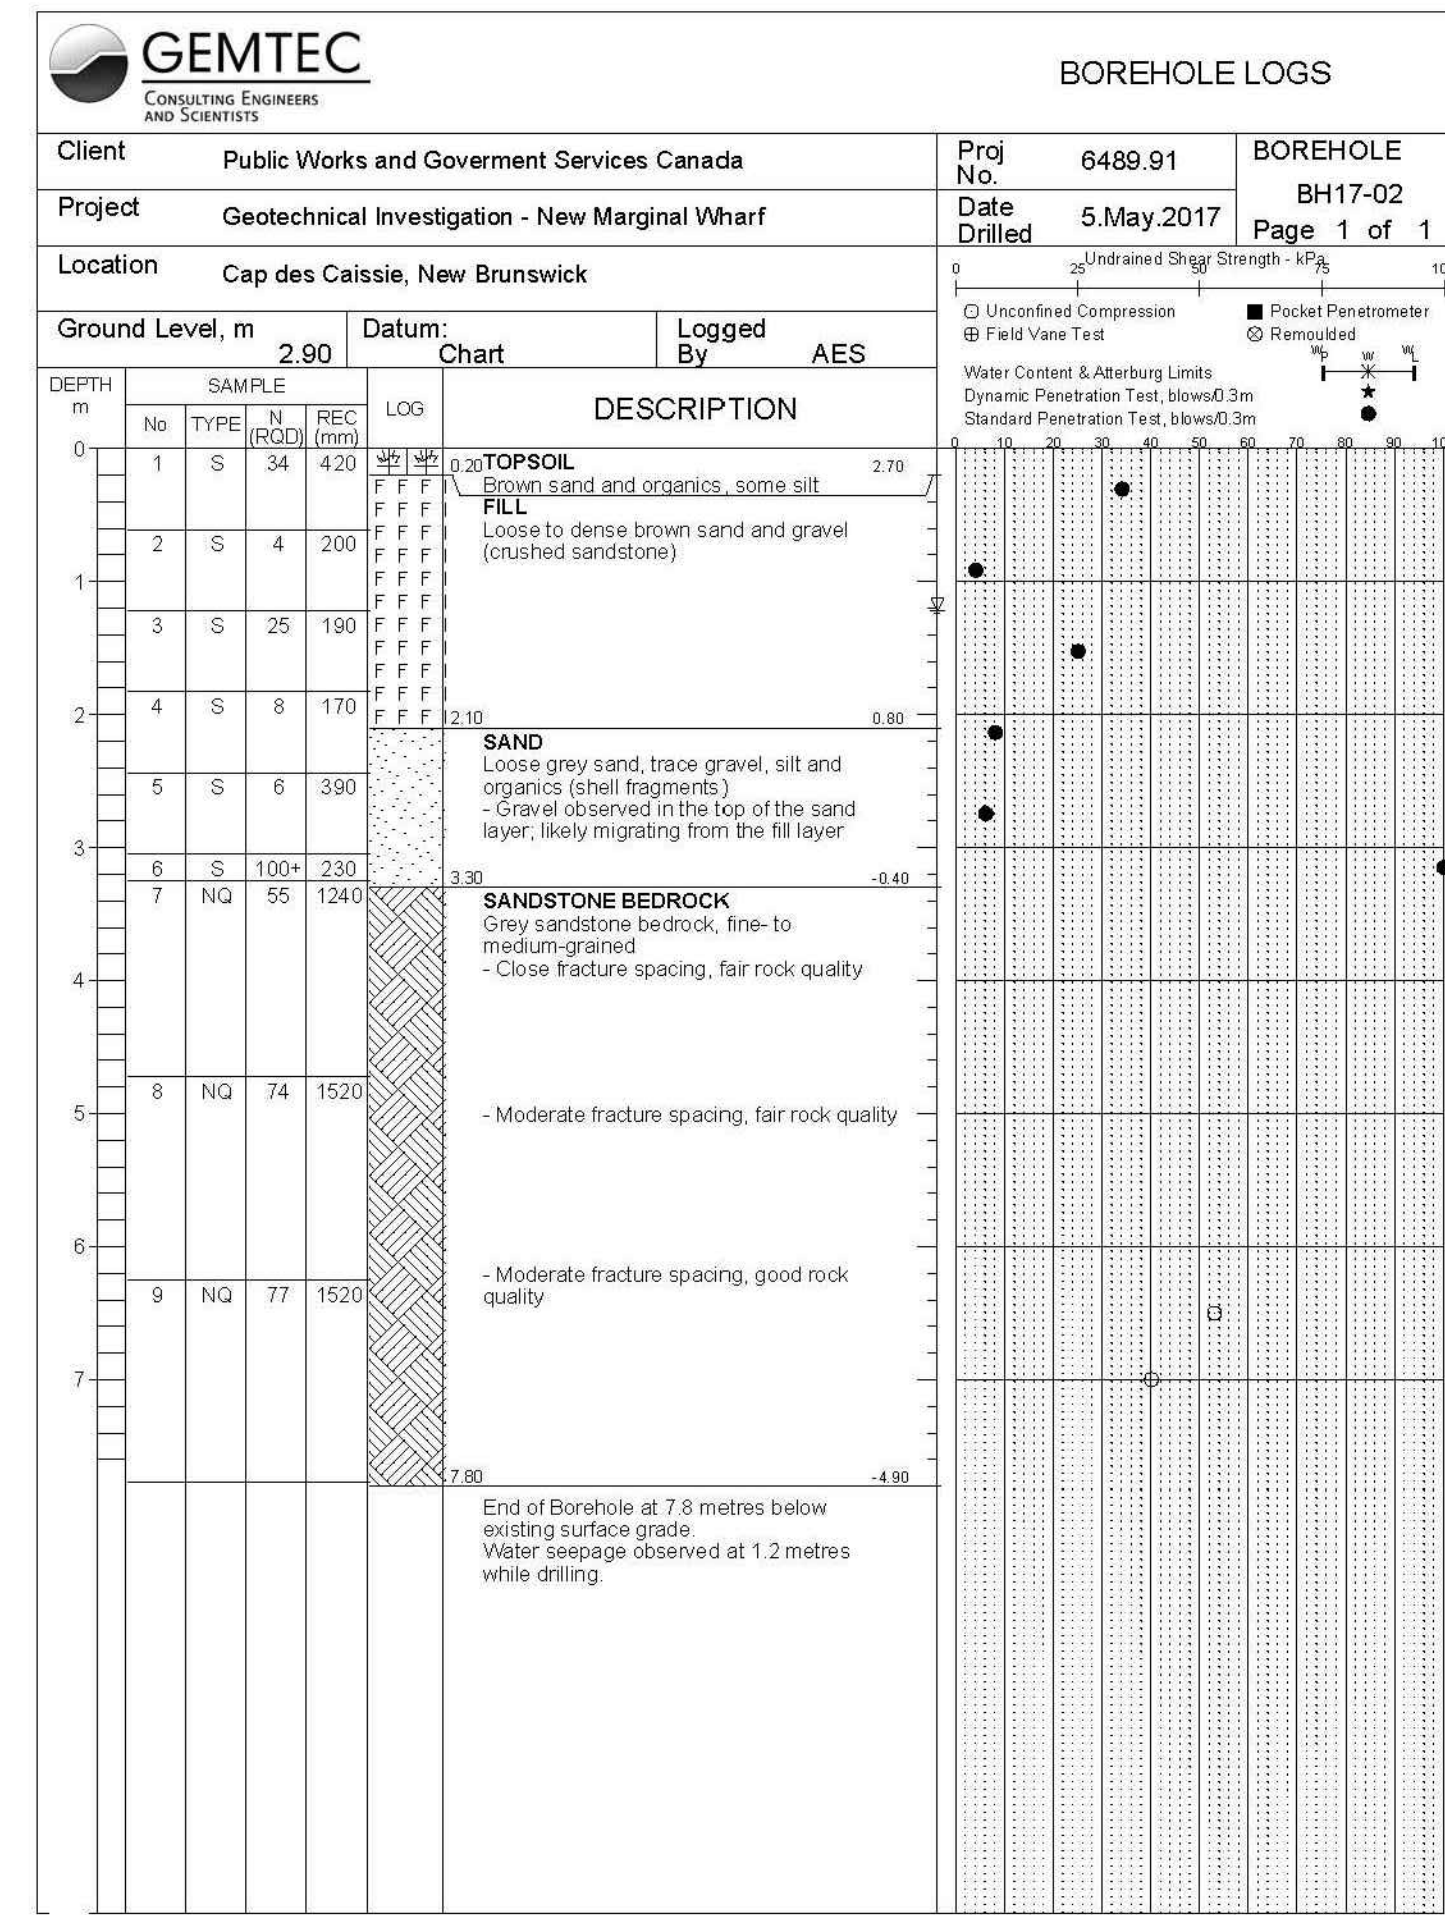 GEMTEC
CONSULTING ENGINEERS
AND SCIENTISTS
BOREHOLE LOGS
Client Public Works and Goverment Services Canada
Proj No. 6489.91
BOREHOLE
BH17-02
Page 1 of 1
Project Geotechnical Investigation - New Marginal Wharf
Date Drilled 5.May.2017
Location Cap des Caissie, New Brunswick
Undrained Shear Strength - kPa
0 25 50 75 10
Unconfined Compression
Pocket Penetrometer
Field Vane Test
Remoulded
Ground Level, m 2.90
Datum: Chart
Logged By AES
Wp W WL
Water Content & Atterburg Limits
Dynamic Penetration Test, blows/0.3m
Standard Penetration Test, blows/0.3m
0 10 20 30 40 50 60 70 80 90 10
DEPTH m
SAMPLE
No TYPE N (RQD) REC (mm)
LOG
DESCRIPTION
0
1 S 34 420
0.20 TOPSOIL 2.70
Brown sand and organics, some silt
F F F
FILL
F F F
Loose to dense brown sand and gravel
F F F
2 S 4 200
(crushed sandstone)
F F F
1
F F F
F F F
3 S 25 190
F F F
F F F
F F F
F F F
4 S 8 170
2
F F F
2.10 0.80
SAND
Loose grey sand, trace gravel, silt and
organics (shell fragments)
5 S 6 390
- Gravel observed in the top of the sand
layer; likely migrating from the fill layer
3
6 S 100+ 230
3.30 -0.40
7 NQ 55 1240
SANDSTONE BEDROCK
Grey sandstone bedrock, fine- to
medium-grained
- Close fracture spacing, fair rock quality
4
8 NQ 74 1520
5
- Moderate fracture spacing, fair rock quality
6
- Moderate fracture spacing, good rock
quality
9 NQ 77 1520
7
7.80 -4.90
End of Borehole at 7.8 metres below
existing surface grade.
Water seepage observed at 1.2 metres
while drilling.